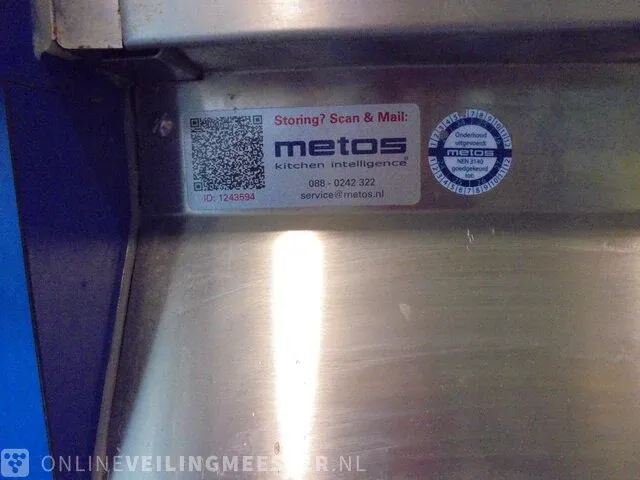 Storing? Scan & Mail:
metos
kitchen intelligence
088 - 0242 322
service@metos.nl
ID: 1243594
Onderhoud
uitgevoerd:
metos
NEN 3140
goedgekeurd
tot:
ONLINEVEILINGMEESTER.NL